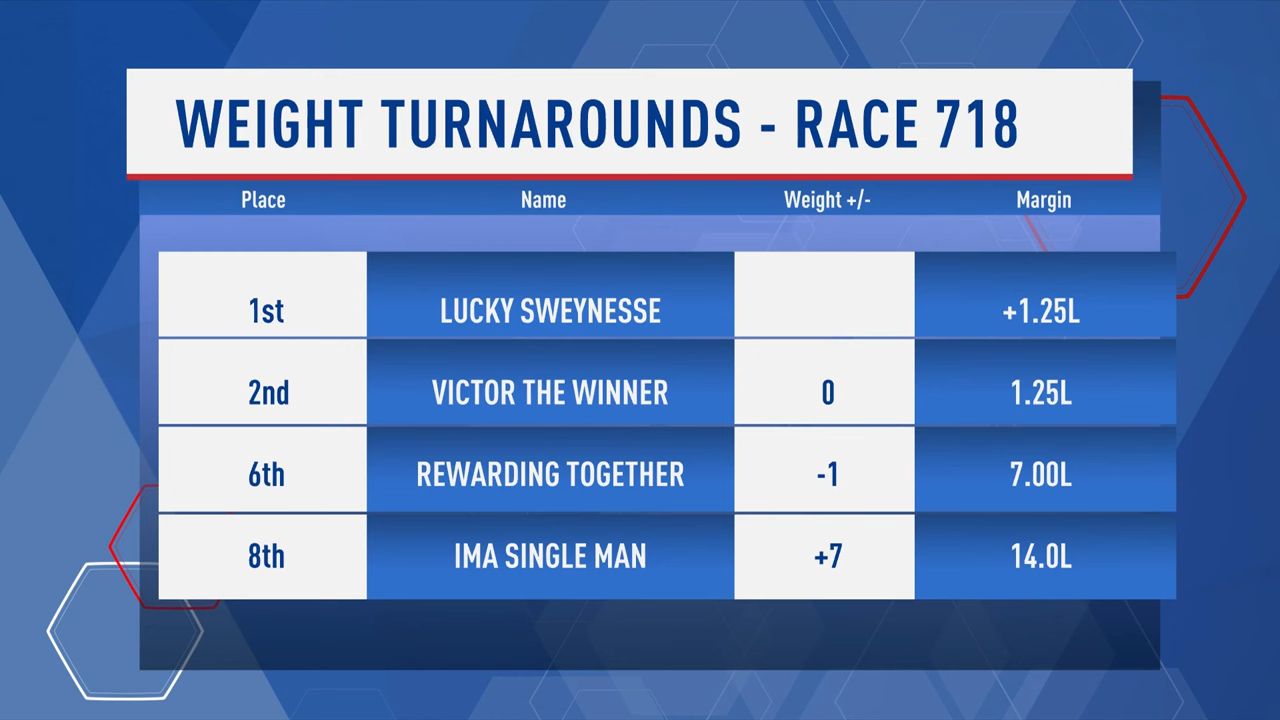 WEIGHT TURNAROUNDS - RACE 718
Place Name Weight +/- Margin
1st LUCKY SWEYNESSE +1.25L
2nd VICTOR THE WINNER 0 1.25L
6th REWARDING TOGETHER -1 7.00L
8th IMA SINGLE MAN +7 14.0L